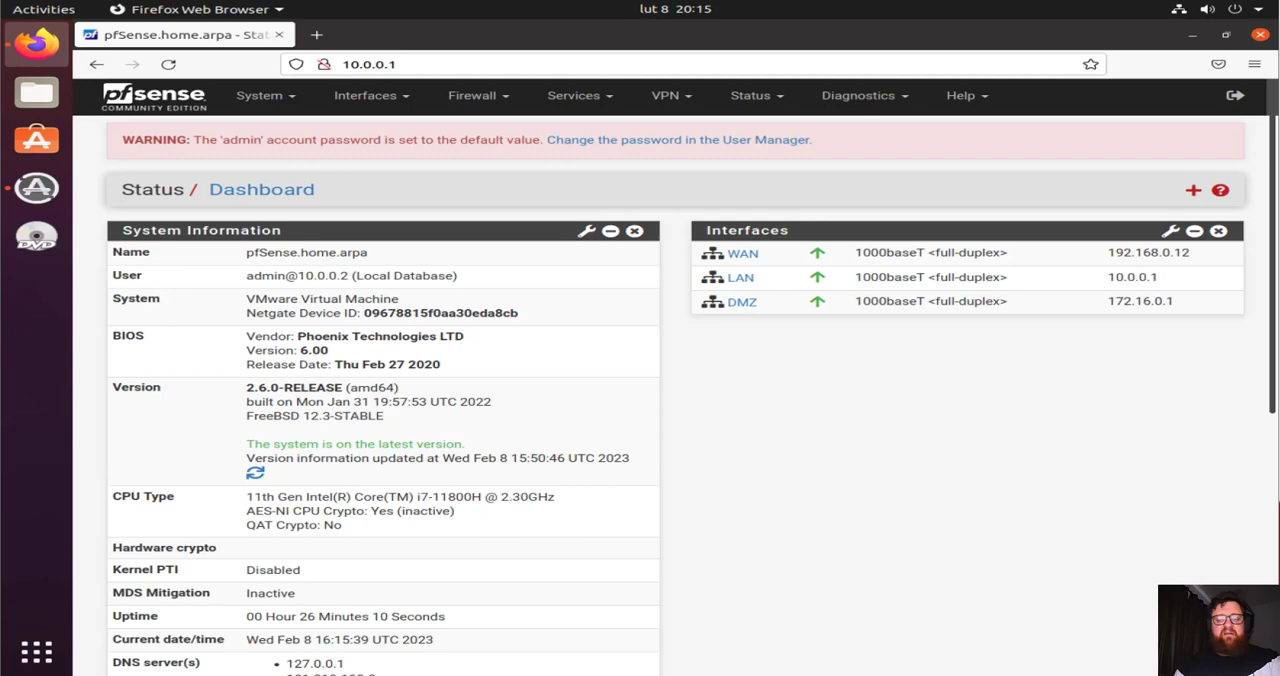 Activities Firefox Web Browser lut 8 20:15
pfSense.home.arpa - Stat
10.0.0.1
pfsense
COMMUNITY EDITION
System Interfaces Firewall Services VPN Status Diagnostics Help
WARNING: The 'admin' account password is set to the default value. Change the password in the User Manager.
Status / Dashboard
System Information
Name pfSense.home.arpa
User admin@10.0.0.2 (Local Database)
System VMware Virtual Machine
Netgate Device ID: 09678815f0aa30eda8cb
BIOS Vendor: Phoenix Technologies LTD
Version: 6.00
Release Date: Thu Feb 27 2020
Version 2.6.0-RELEASE (amd64)
built on Mon Jan 31 19:57:53 UTC 2022
FreeBSD 12.3-STABLE
The system is on the latest version.
Version information updated at Wed Feb 8 15:50:46 UTC 2023
CPU Type 11th Gen Intel(R) Core(TM) i7-11800H @ 2.30GHz
AES-NI CPU Crypto: Yes (inactive)
QAT Crypto: No
Hardware crypto
Kernel PTI Disabled
MDS Mitigation Inactive
Uptime 00 Hour 26 Minutes 10 Seconds
Current date/time Wed Feb 8 16:15:39 UTC 2023
DNS server(s) • 127.0.0.1
Interfaces
WAN 1000baseT <full-duplex> 192.168.0.12
LAN 1000baseT <full-duplex> 10.0.0.1
DMZ 1000baseT <full-duplex> 172.16.0.1
DVD